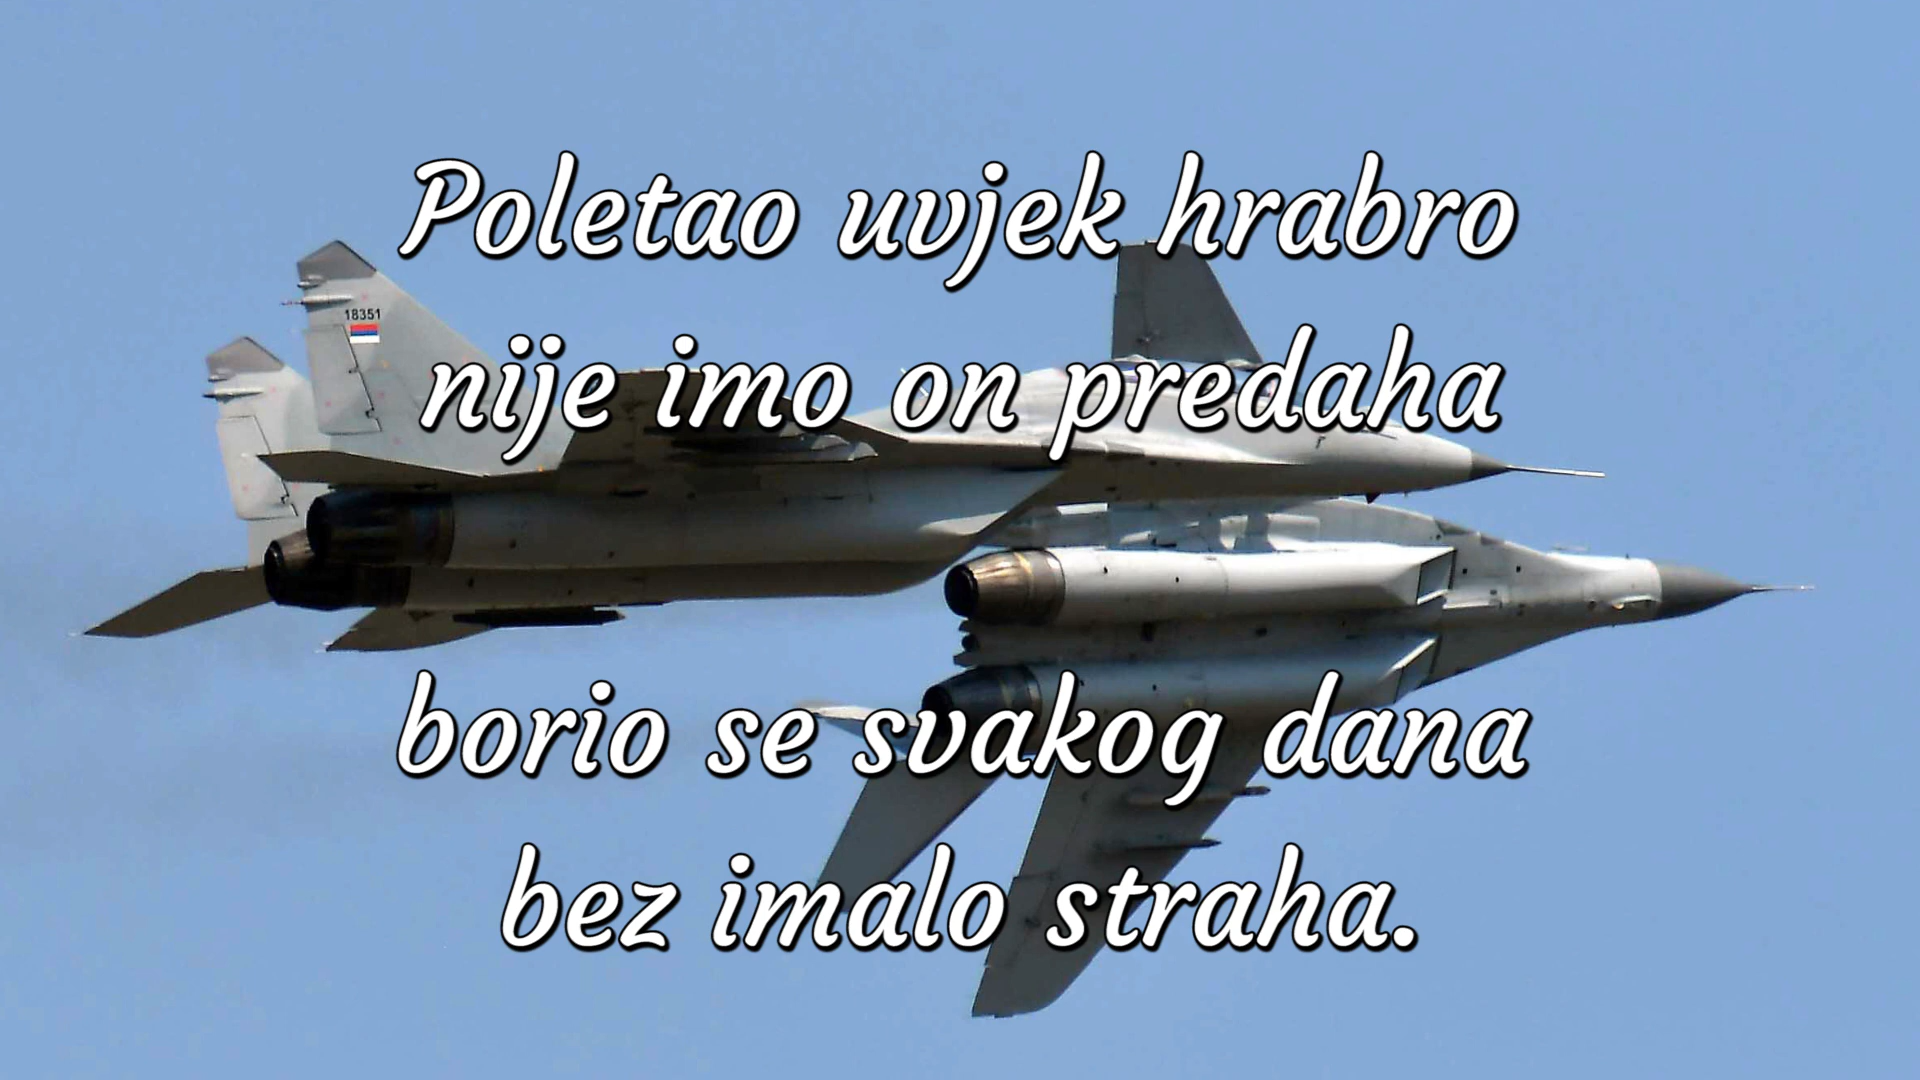 Poletao uvjek hrabro
18351
nije imo on predaha
borio se svakog dana
bez imalo straha.